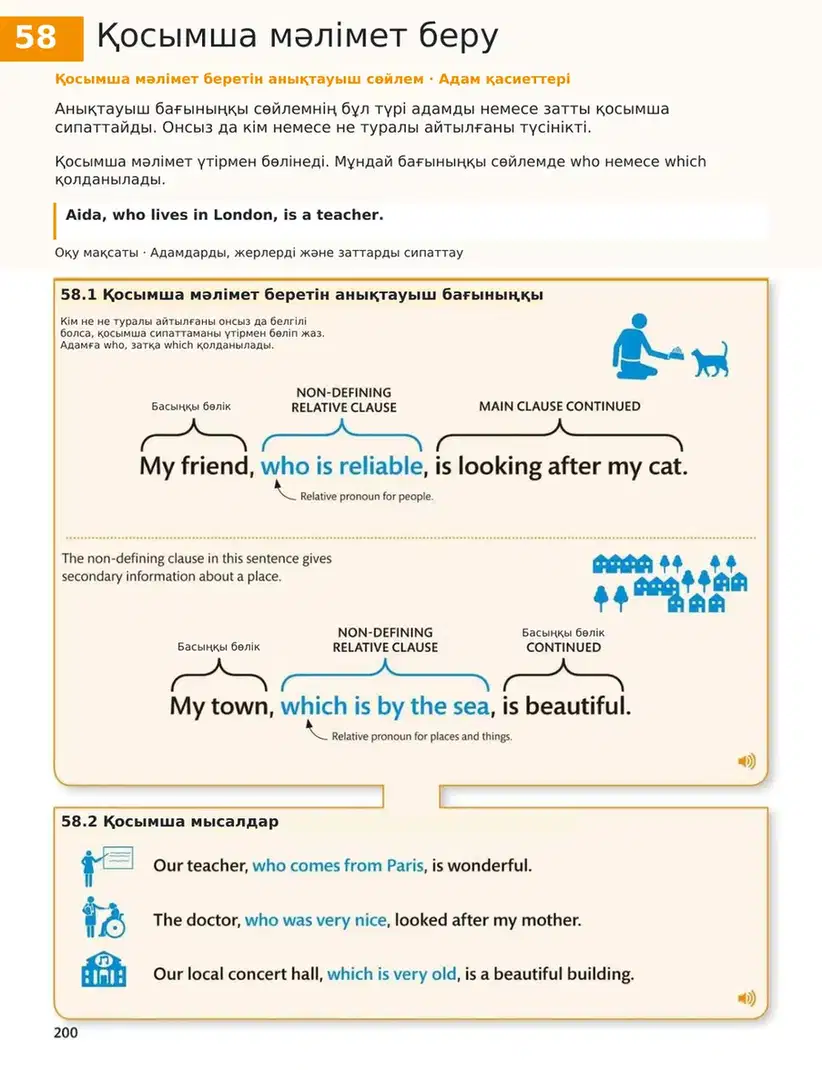 58
Қосымша мәлімет беру
Қосымша мәлімет беретін анықтауыш сөйлем · Адам қасиеттері
Анықтауыш бағыныңқы сөйлемнің бұл түрі адамды немесе затты қосымша
сипаттайды. Онсыз да кім немесе не туралы айтылғаны түсінікті.
Қосымша мәлімет үтірмен бөлінеді. Мұндай бағыныңқы сөйлемде who немесе which
қолданылады.
Aida, who lives in London, is a teacher.
Оқу мақсаты · Адамдарды, жерлерді және заттарды сипаттау
58.1 Қосымша мәлімет беретін анықтауыш бағыныңқы
Кім не не туралы айтылғаны онсыз да белгілі
болса, қосымша сипаттаманы үтірмен бөліп жаз.
Адамға who, затқа which қолданылады.
Басыңқы бөлік
NON-DEFINING
RELATIVE CLAUSE
MAIN CLAUSE CONTINUED
My friend, who is reliable, is looking after my cat.
Relative pronoun for people.
The non-defining clause in this sentence gives
secondary information about a place.
Басыңқы бөлік
NON-DEFINING
RELATIVE CLAUSE
Басыңқы бөлік
CONTINUED
My town, which is by the sea, is beautiful.
Relative pronoun for places and things.
58.2 Қосымша мысалдар
Our teacher, who comes from Paris, is wonderful.
The doctor, who was very nice, looked after my mother.
Our local concert hall, which is very old, is a beautiful building.
200